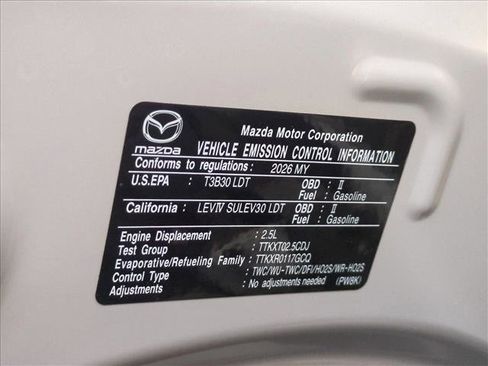 mazda
Mazda Motor Corporation
VEHICLE EMISSION CONTROL INFORMATION
Conforms to regulations: 2026 MY
U.S.EPA : T3B30 LDT OBD : II
Fuel : Gasoline
California: LEVIV SULEV30 LDT OBD : II
Fuel : Gasoline
Engine Displacement : 2.5L
Test Group : TTKXT02.5CDJ
Evaporative/Refueling Family : TTKXR0117GCQ
Control Type : TWC/WU-TWC/DFI/HO2S/WR-HO2S
Adjustments : No adjustments needed (PW8K)